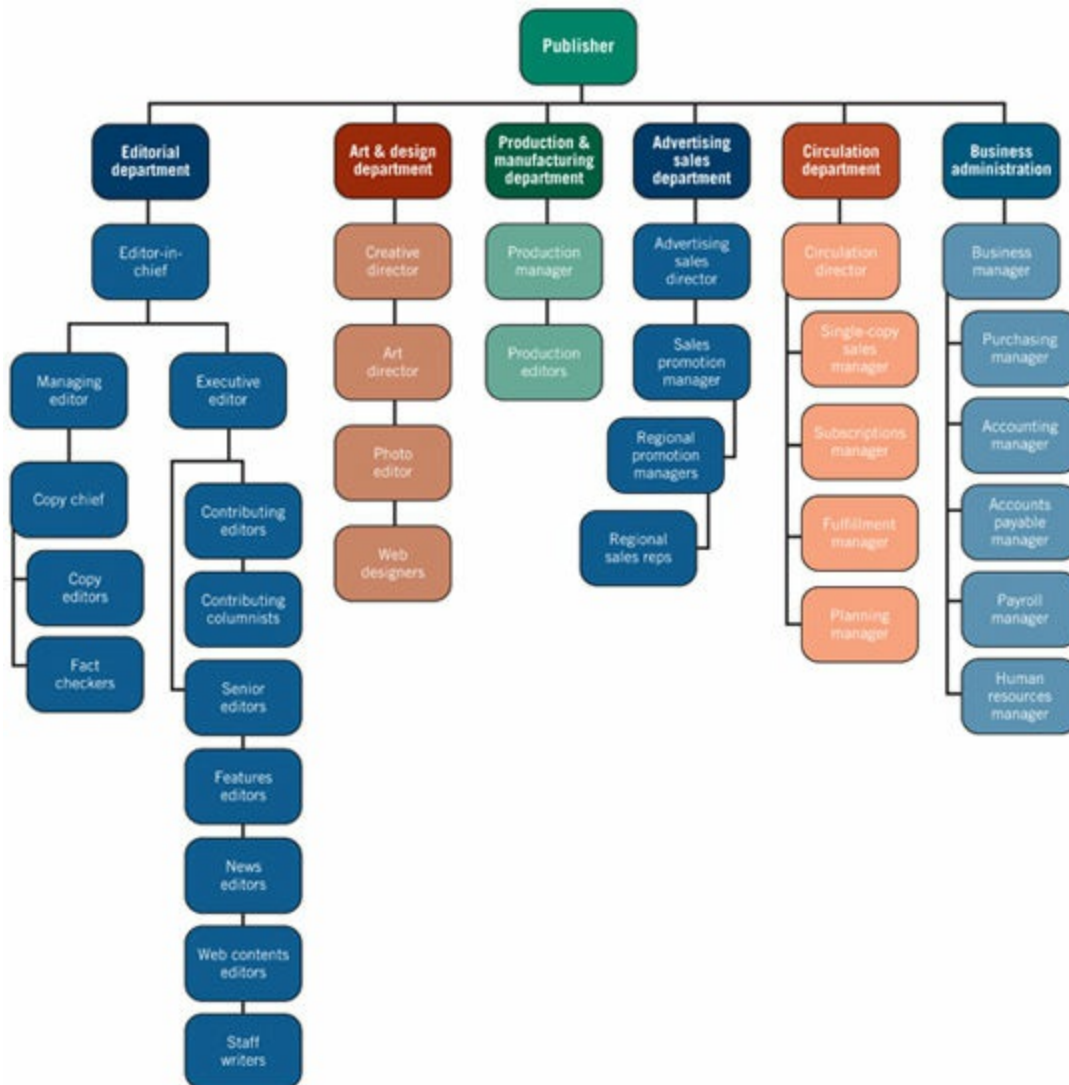 Publisher
Editorial
department
Art & design
department
Production &
manufacturing
department
Advertising
sales
department
Circulation
department
Business
administration
Editor-in-
chief
Managing
editor
Executive
editor
Copy chief
Copy
editors
Fact
checkers
Contributing
editors
Contributing
columnists
Senior
editors
Features
editors
News
editors
Web contents
editors
Staff
writers
Creative
director
Art
director
Photo
editor
Web
designers
Production
manager
Production
editors
Advertising
sales
director
Sales
promotion
manager
Regional
promotion
managers
Regional
sales reps
Circulation
director
Single-copy
sales
manager
Subscriptions
manager
Fulfillment
manager
Planning
manager
Business
manager
Purchasing
manager
Accounting
manager
Accounts
payable
manager
Payroll
manager
Human
resources
manager